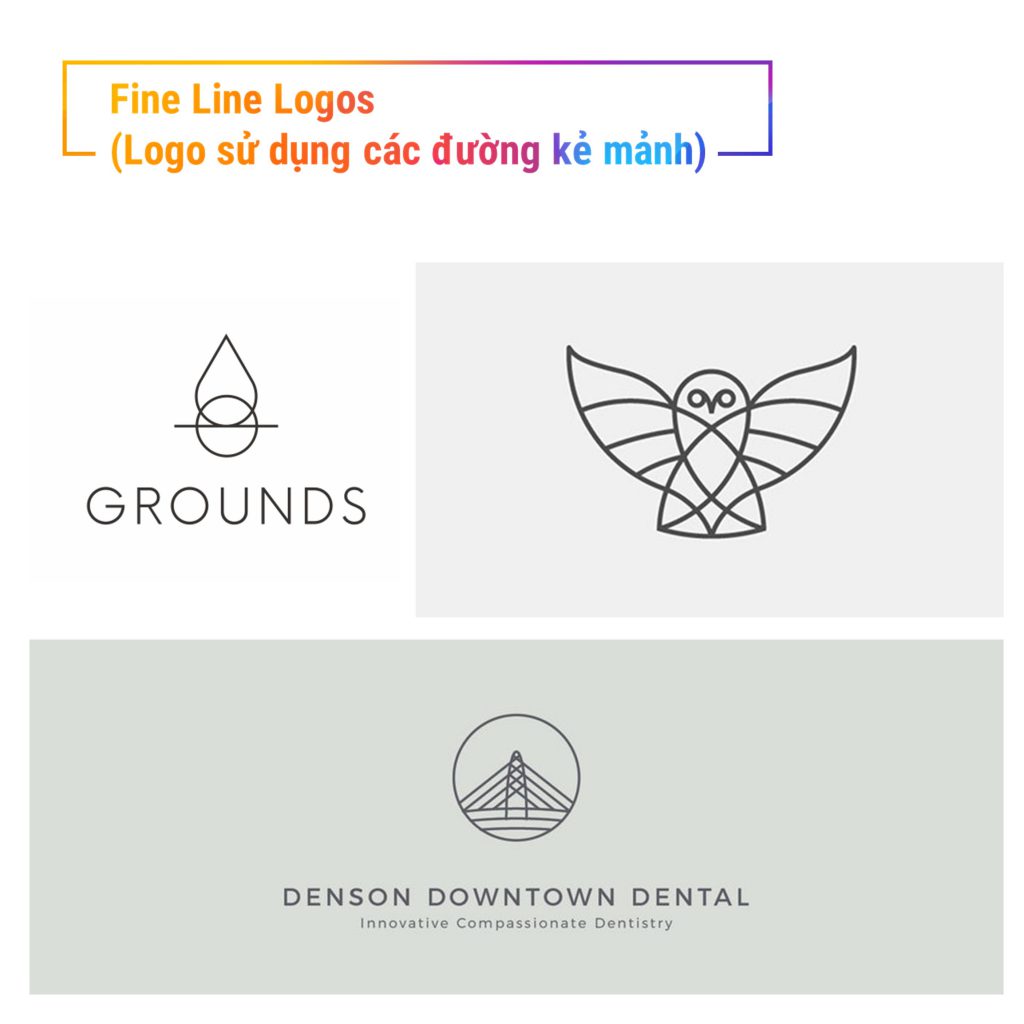 Fine Line Logos
(Logo sử dụng các đường kẻ mảnh)
GROUNDS
DENSON DOWNTOWN DENTAL
Innovative Compassionate Dentistry